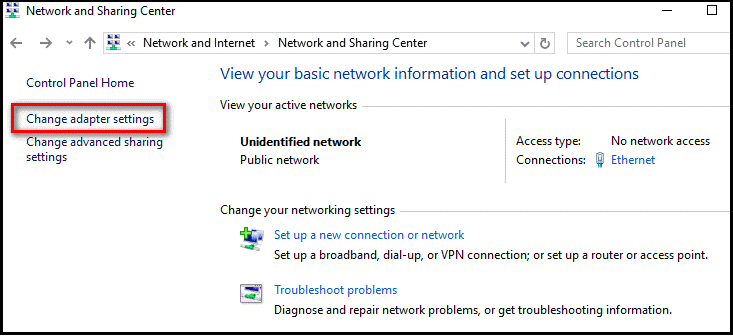 Network and Sharing Center
Network and Internet
Network and Sharing Center
Search Control Panel
Control Panel Home
Change adapter settings
Change advanced sharing
settings
View your basic network information and set up connections
View your active networks
Unidentified network
Public network
Access type: No network access
Connections: Ethernet
Change your networking settings
Set up a new connection or network
Set up a broadband, dial-up, or VPN connection; or set up a router or access point.
Troubleshoot problems
Diagnose and repair network problems, or get troubleshooting information.